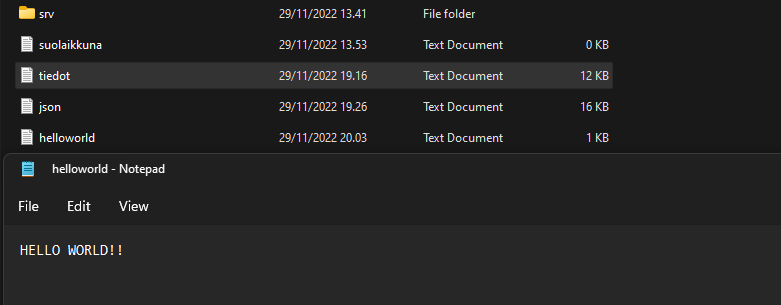 srv 29/11/2022 13.41 File folder
suolaikkuna 29/11/2022 13.53 Text Document 0 KB
tiedot 29/11/2022 19.16 Text Document 12 KB
json 29/11/2022 19.26 Text Document 16 KB
helloworld 29/11/2022 20.03 Text Document 1 KB
helloworld - Notepad
File Edit View
HELLO WORLD!!